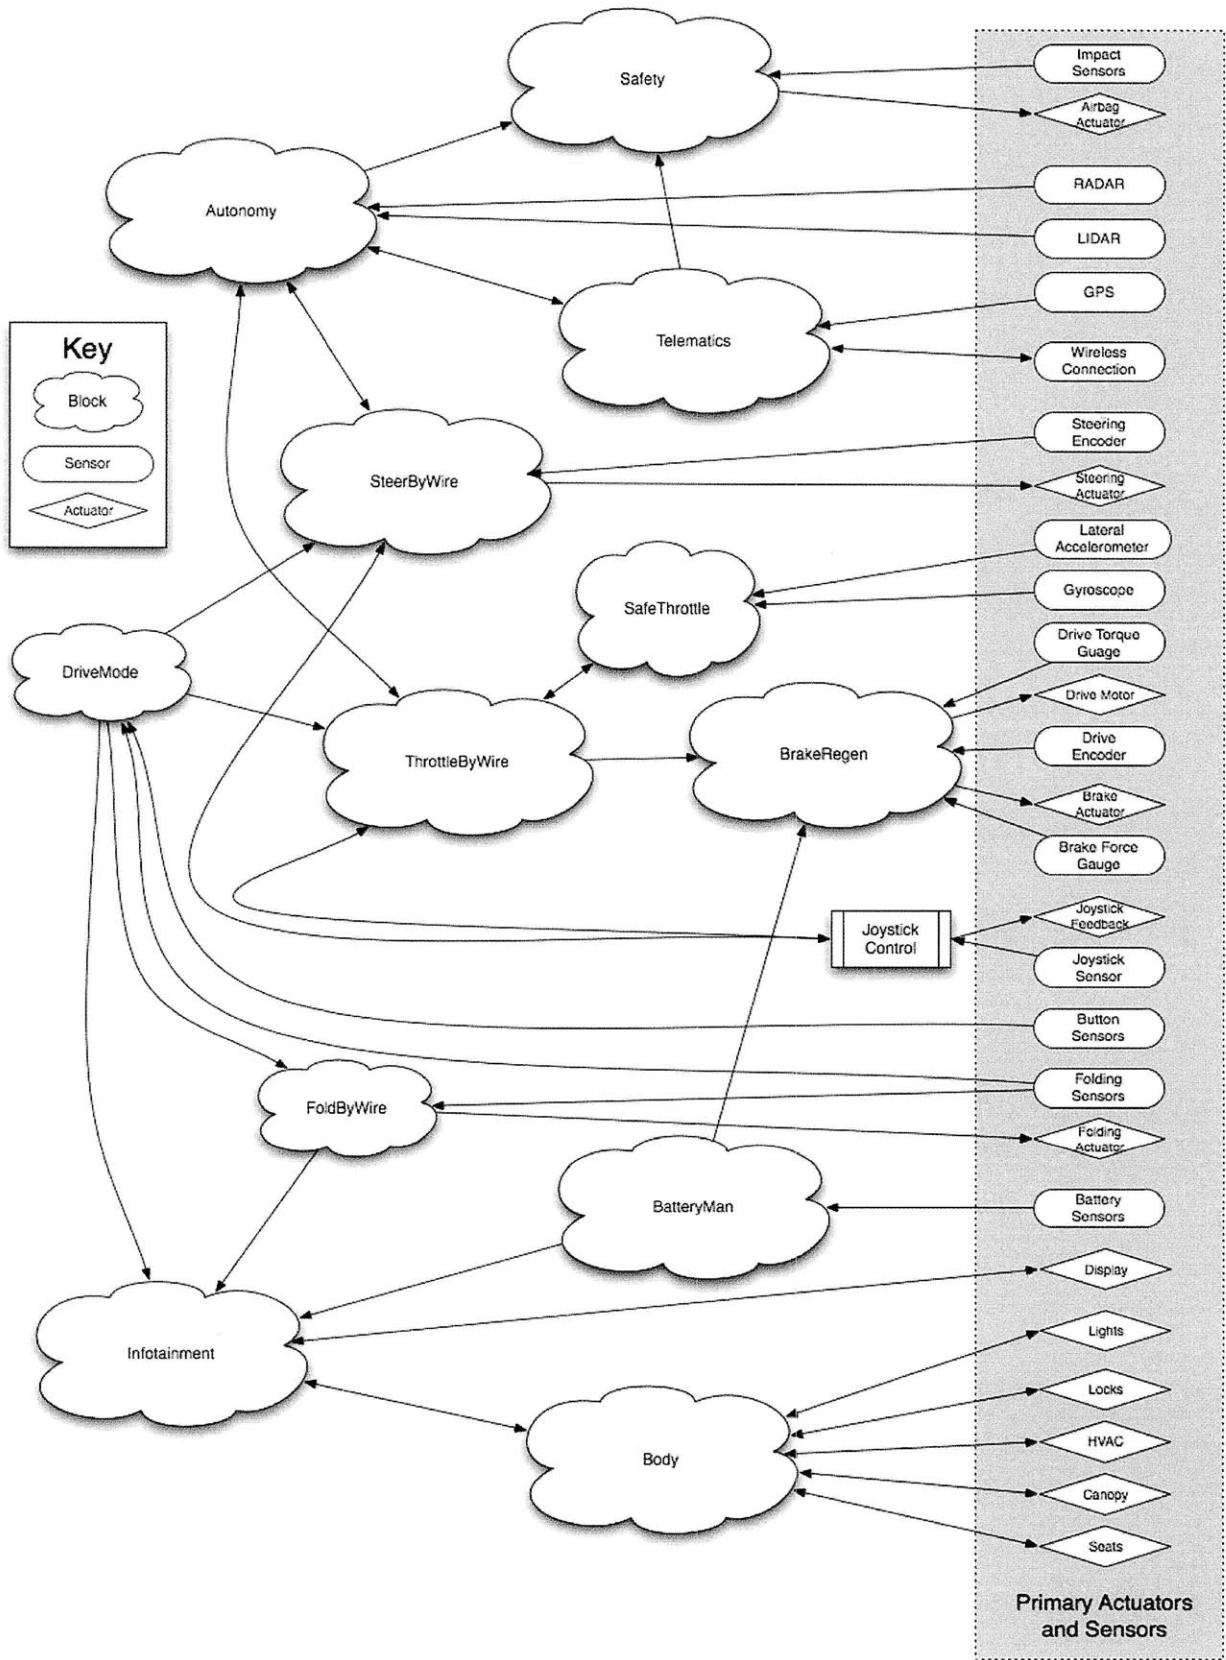 Safety
Autonomy
Telematics
Key
Block
Sensor
Actuator
SteerByWire
SafeThrottle
DriveMode
ThrottleByWire
BrakeRegen
Joystick
Control
FoldByWire
BatteryMan
Infotainment
Body
Impact
Sensors
Airbag
Actuator
RADAR
LIDAR
GPS
Wireless
Connection
Steering
Encoder
Steering
Actuator
Lateral
Accelerometer
Gyroscope
Drive Torque
Guage
Drive Motor
Drive
Encoder
Brake
Actuator
Brake Force
Gauge
Joystick
Feedback
Joystick
Sensor
Button
Sensors
Folding
Sensors
Folding
Actuator
Battery
Sensors
Display
Lights
Locks
HVAC
Canopy
Seats
Primary Actuators
and Sensors